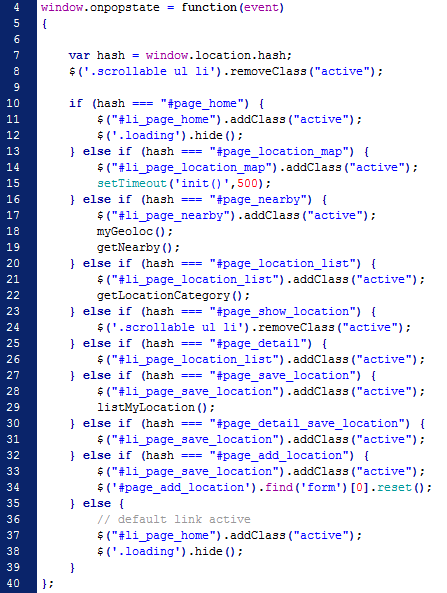 4 window.onpopstate = function(event)
5 {
6
7 var hash = window.location.hash;
8 $('.scrollable ul li').removeClass("active");
9
10 if (hash === "#page_home") {
11 $("#li_page_home").addClass("active");
12 $('.loading').hide();
13 } else if (hash === "#page_location_map") {
14 $("#li_page_location_map").addClass("active");
15 setTimeout('init()',500);
16 } else if (hash === "#page_nearby") {
17 $("#li_page_nearby").addClass("active");
18 myGeoloc();
19 getNearby();
20 } else if (hash === "#page_location_list") {
21 $("#li_page_location_list").addClass("active");
22 getLocationCategory();
23 } else if (hash === "#page_show_location") {
24 $('.scrollable ul li').removeClass("active");
25 } else if (hash === "#page_detail") {
26 $("#li_page_location_list").addClass("active");
27 } else if (hash === "#page_save_location") {
28 $("#li_page_save_location").addClass("active");
29 listMyLocation();
30 } else if (hash === "#page_detail_save_location") {
31 $("#li_page_save_location").addClass("active");
32 } else if (hash === "#page_add_location") {
33 $("#li_page_save_location").addClass("active");
34 $('#page_add_location').find('form')[0].reset();
35 } else {
36 // default link active
37 $("#li_page_home").addClass("active");
38 $('.loading').hide();
39 }
40 };